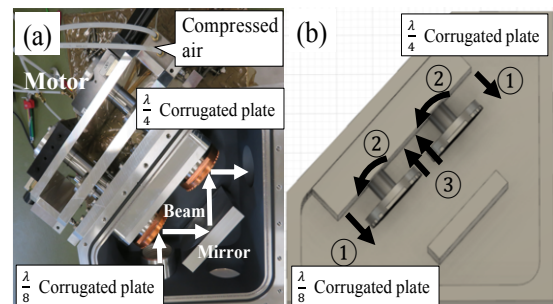 (a)
Compressed
air
Motor
λ/4 Corrugated plate
Beam
Mirror
λ/8 Corrugated plate
(b)
λ/4 Corrugated plate
②
①
②
③
①
λ/8 Corrugated plate